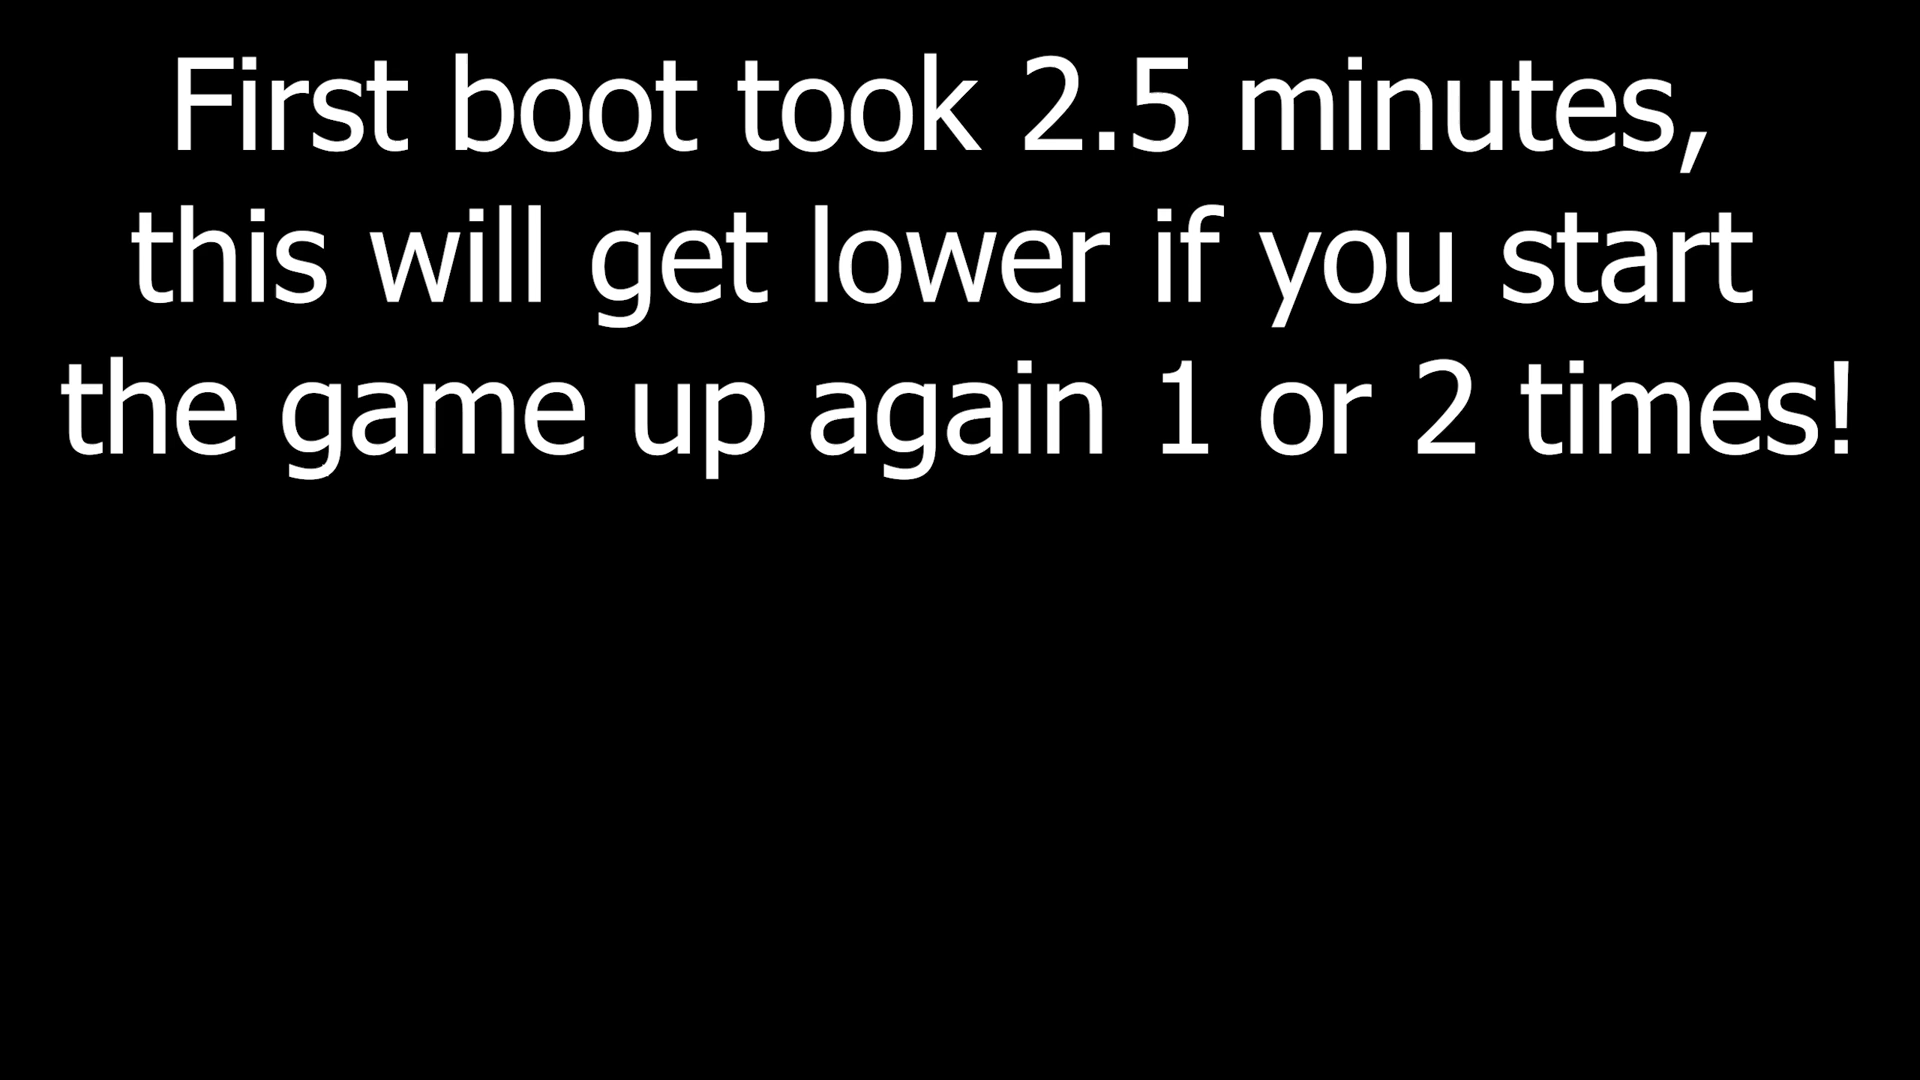 First boot took 2.5 minutes,
this will get lower if you start
the game up again 1 or 2 times!